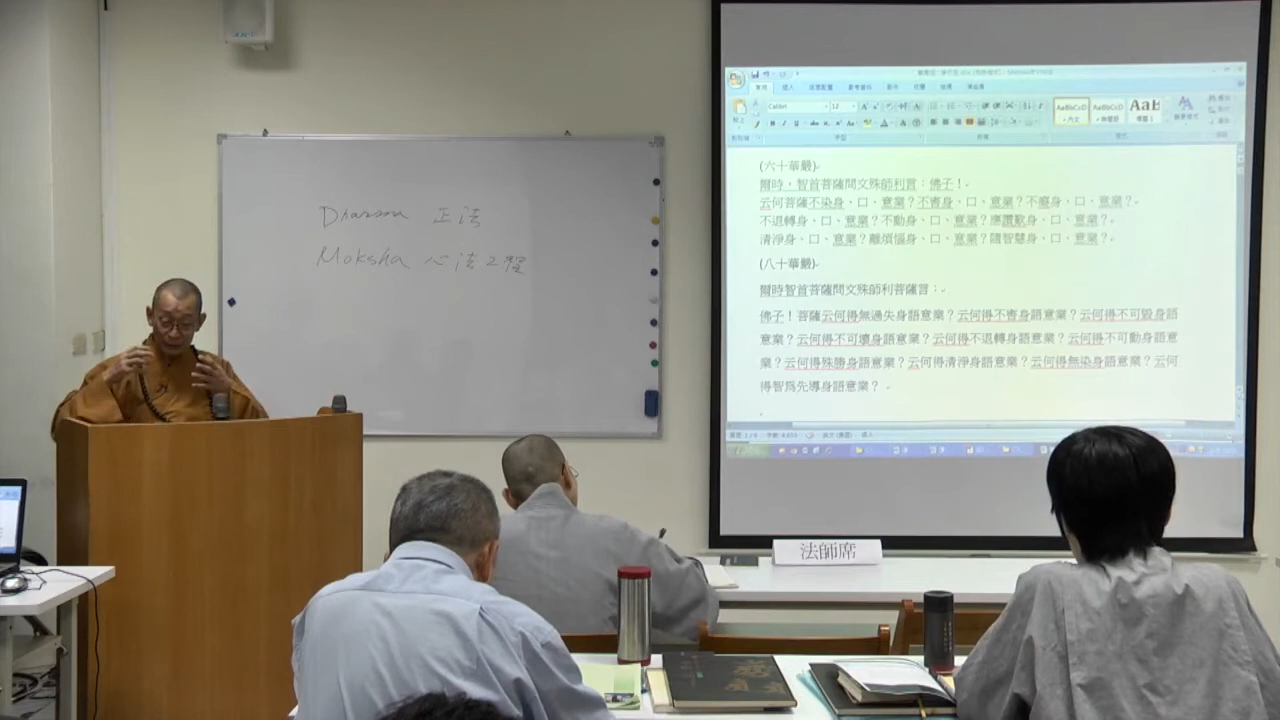 Dharma 正法
Moksha 心法之覺
Calibri
12
AaBbCcD AaBbCcD AaBb
(六十華嚴)
爾時，智首菩薩問文殊師利言：佛子！
云何菩薩不染身、口、意業？不害身、口、意業？不癡身、口、意業？
不退轉身、口、意業？不動身、口、意業？應讚歎身、口、意業？
清淨身、口、意業？離煩惱身、口、意業？隨智慧身、口、意業？
(八十華嚴)
爾時智首菩薩問文殊師利菩薩言：
佛子！菩薩云何得無過失身語意業？云何得不害身語意業？云何得不可毀身語
意業？云何得不可壞身語意業？云何得不退轉身語意業？云何得不可動身語意
業？云何得殊勝身語意業？云何得清淨身語意業？云何得無染身語意業？云何
得智為先導身語意業？
法師席